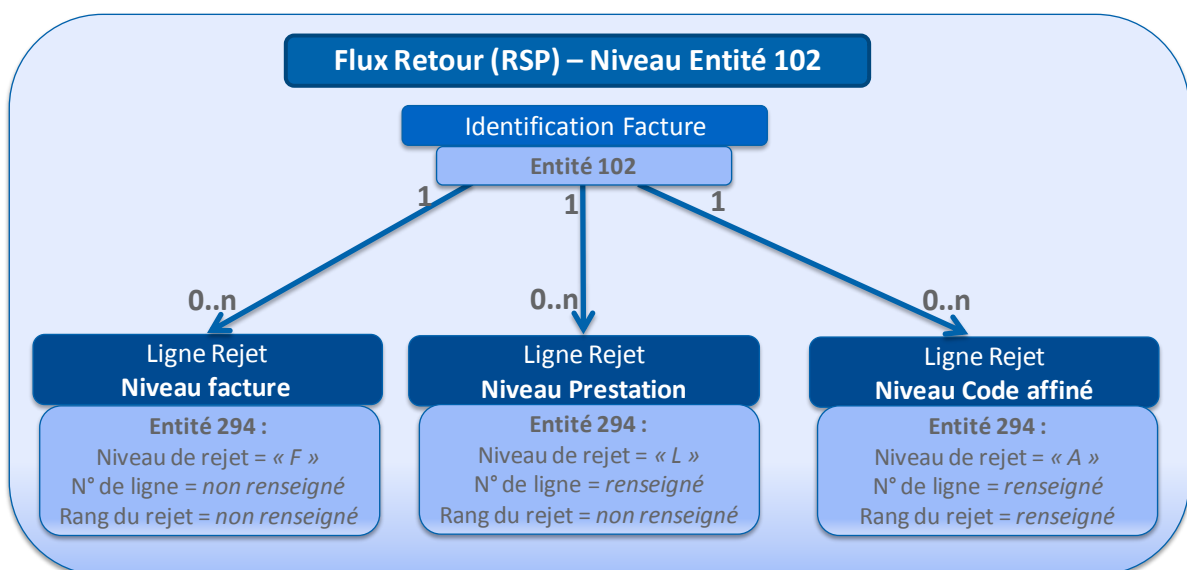 Flux Retour (RSP) – Niveau Entité 102
Identification Facture
Entité 102
1
1
1
0..n
0..n
0..n
Ligne Rejet
Niveau facture
Entité 294 :
Niveau de rejet = « F »
N° de ligne = non renseigné
Rang du rejet = non renseigné
Ligne Rejet
Niveau Prestation
Entité 294 :
Niveau de rejet = « L »
N° de ligne = renseigné
Rang du rejet = non renseigné
Ligne Rejet
Niveau Code affiné
Entité 294 :
Niveau de rejet = « A »
N° de ligne = renseigné
Rang du rejet = renseigné